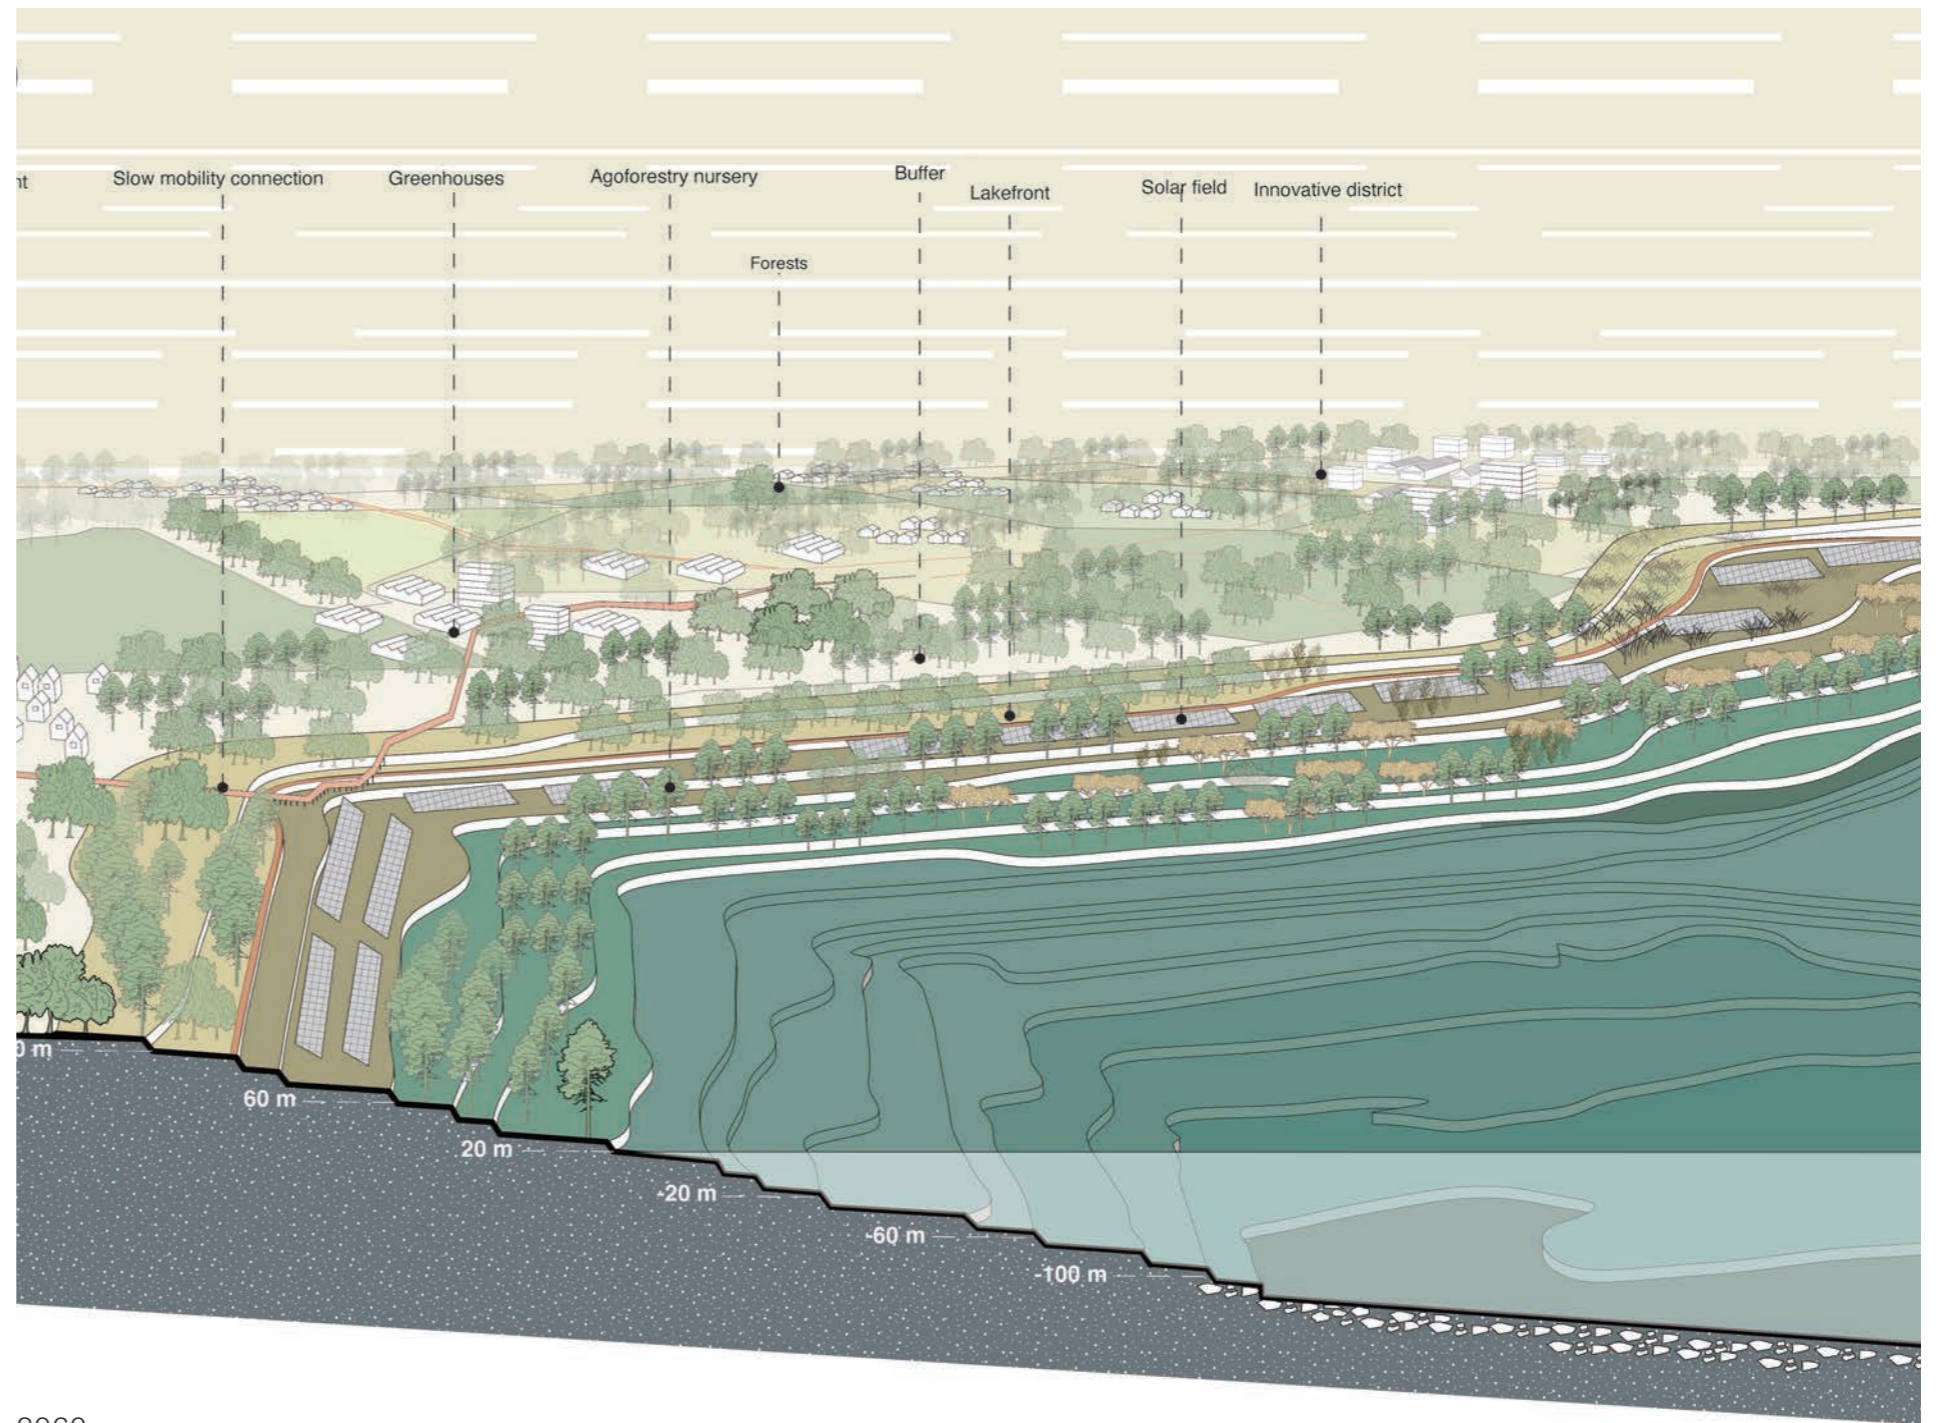 Buffer
Slow mobility connection
Greenhouses
Agoforestry nursery
Lakefront
Solar field
Innovative district
Forests
60 m
20 m
-20 m
-60 m
-100 m